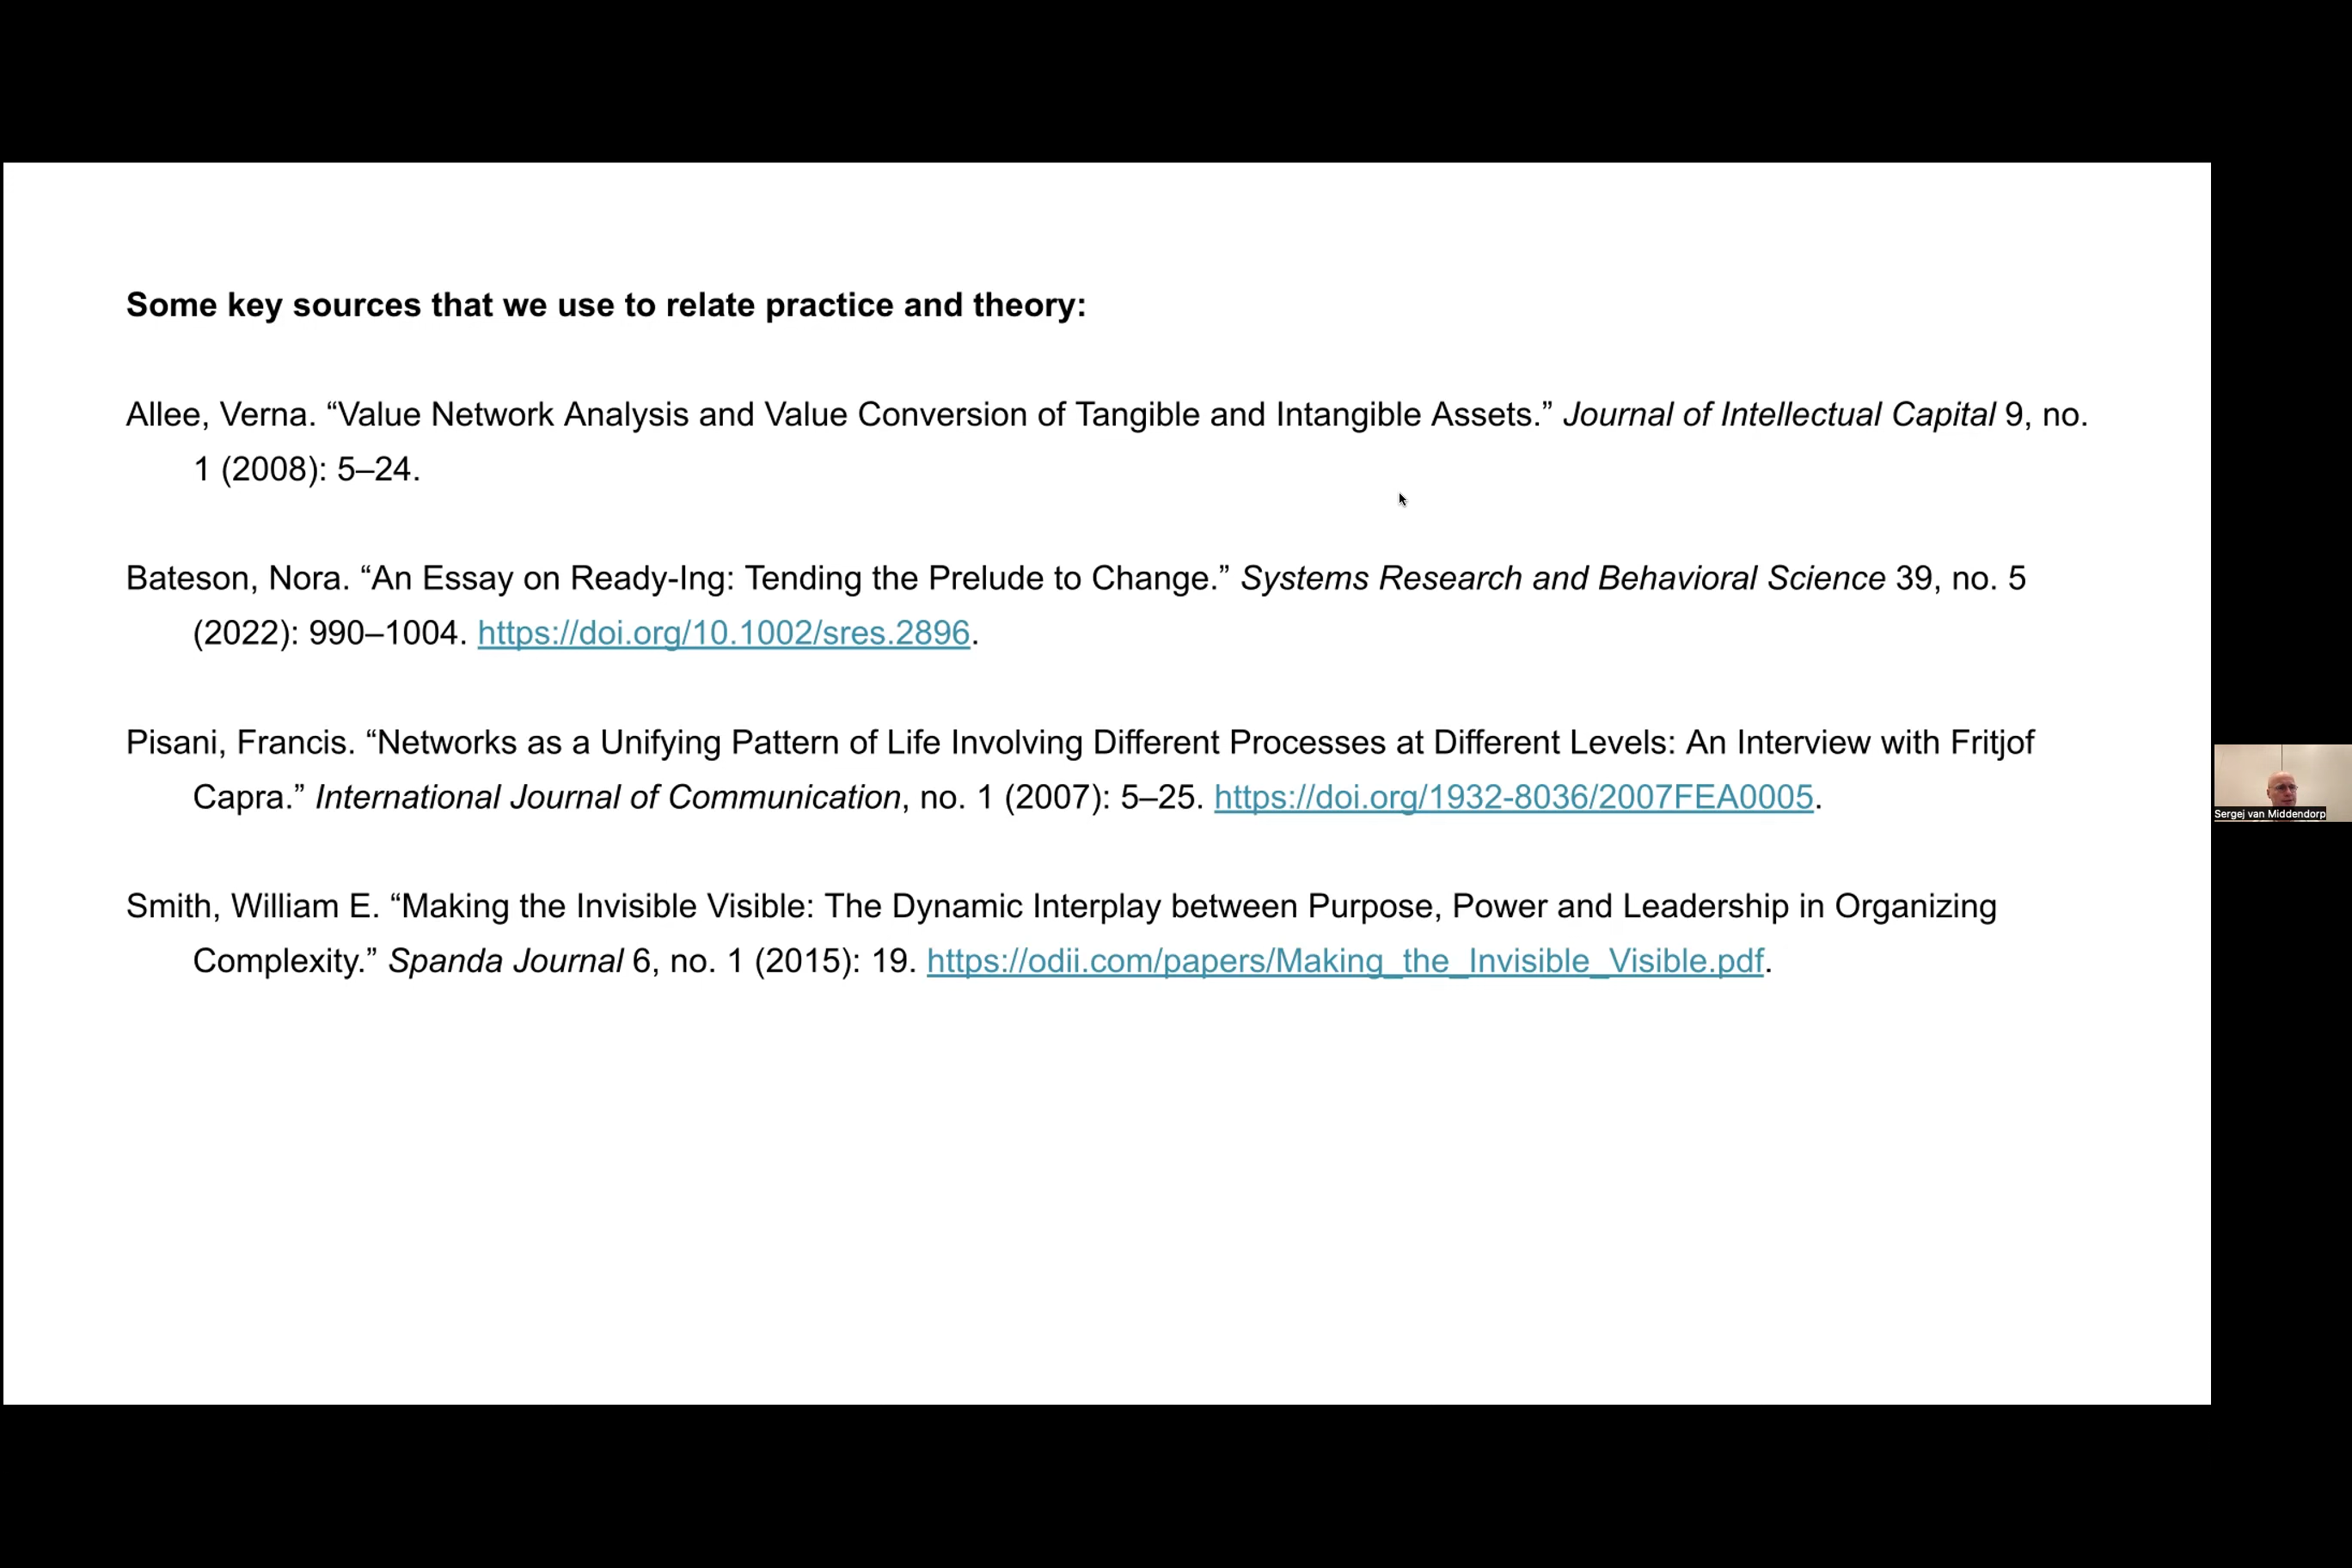 Some key sources that we use to relate practice and theory:
Allee, Verna. “Value Network Analysis and Value Conversion of Tangible and Intangible Assets.” Journal of Intellectual Capital 9, no.
1 (2008): 5–24.
Bateson, Nora. “An Essay on Ready-Ing: Tending the Prelude to Change.” Systems Research and Behavioral Science 39, no. 5
(2022): 990–1004. https://doi.org/10.1002/sres.2896.
Pisani, Francis. “Networks as a Unifying Pattern of Life Involving Different Processes at Different Levels: An Interview with Fritjof
Capra.” International Journal of Communication, no. 1 (2007): 5–25. https://doi.org/1932-8036/2007FEA0005.
Smith, William E. “Making the Invisible Visible: The Dynamic Interplay between Purpose, Power and Leadership in Organizing
Complexity.” Spanda Journal 6, no. 1 (2015): 19. https://odii.com/papers/Making_the_Invisible_Visible.pdf.
Sergej van Middendorp